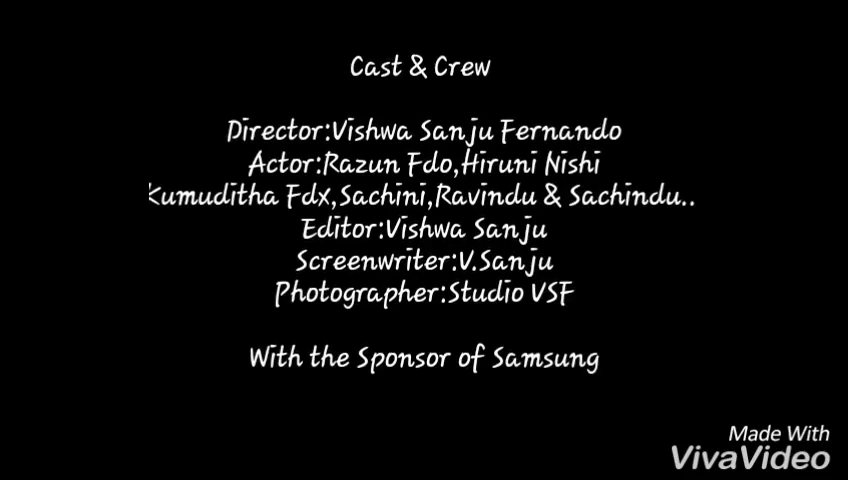 Cast & Crew
Director:Vishwa Sanju Fernando
Actor:Razun Fdo,Hiruni Nishi
Kumuditha Fdx,Sachini,Ravindu & Sachindu..
Editor:Vishwa Sanju
Screenwriter:V.Sanju
Photographer:Studio VSF
With the Sponsor of Samsung
Made With
VivaVideo